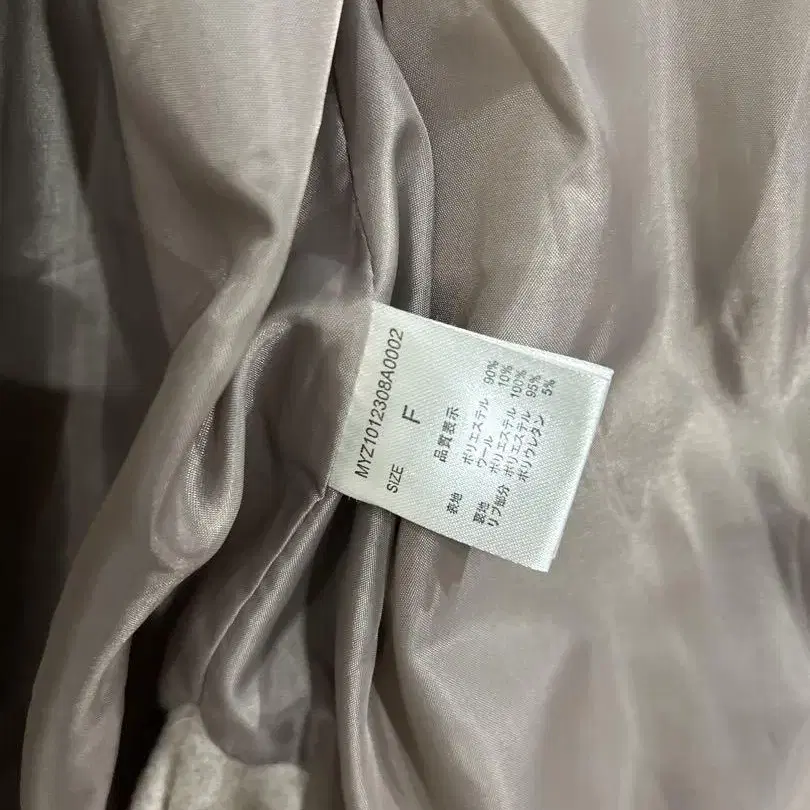 MYZ1012308A0002
SIZE F
品質表示
表地 ポリエステル 90%
ウール 10%
裏地 ポリエステル 100%
リブ部分 ポリエステル 95%
ポリウレタン 5%